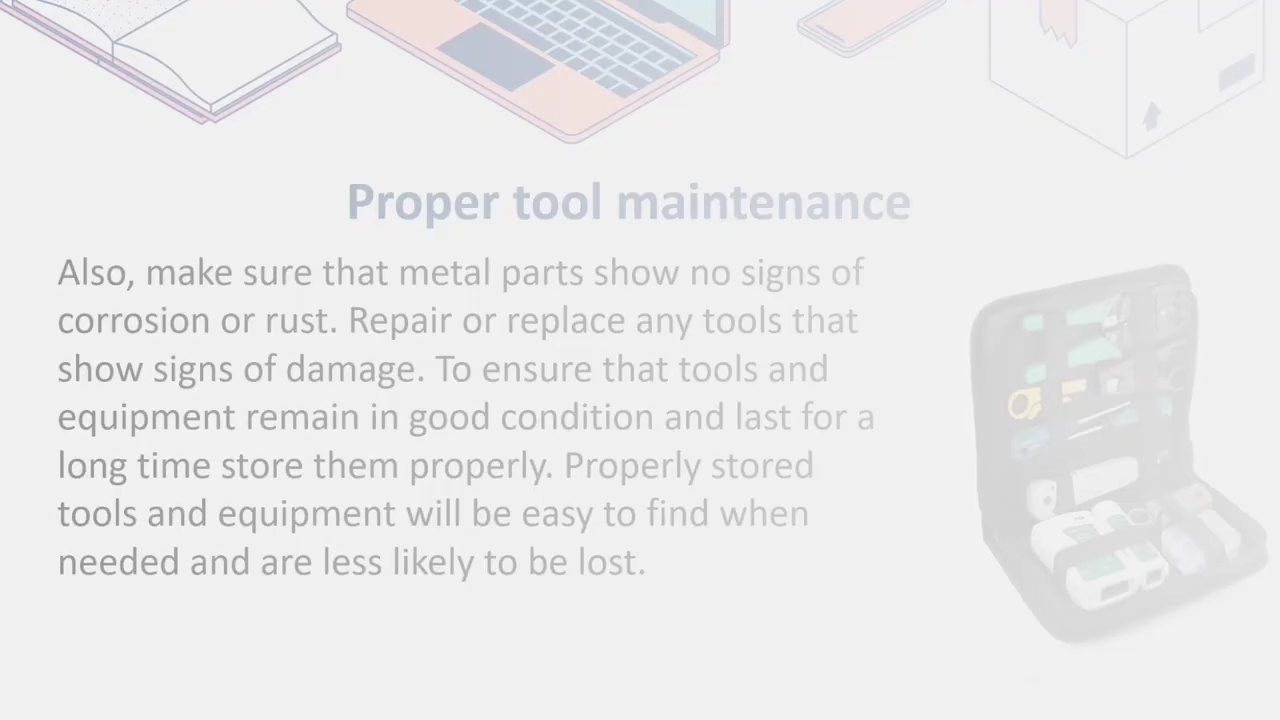 Proper tool maintenance
Also, make sure that metal parts show no signs of
corrosion or rust. Repair or replace any tools that
show signs of damage. To ensure that tools and
equipment remain in good condition and last for a
long time store them properly. Properly stored
tools and equipment will be easy to find when
needed and are less likely to be lost.